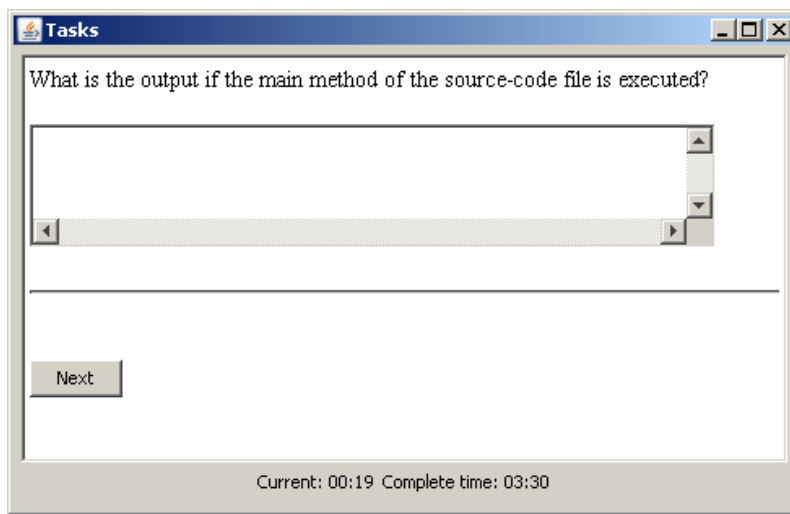 Tasks
What is the output if the main method of the source-code file is executed?
Next
Current: 00:19 Complete time: 03:30